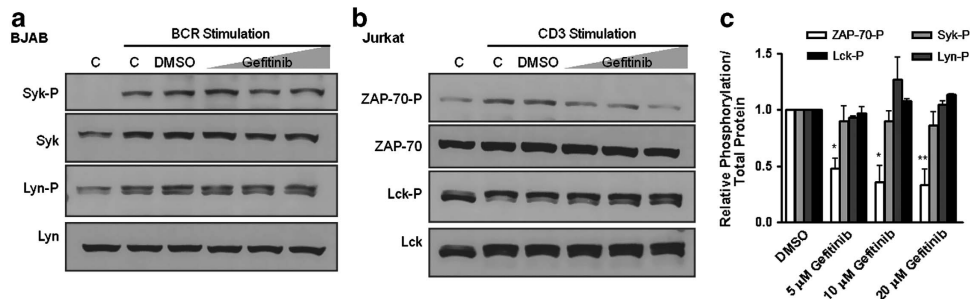 a
BJAB
BCR Stimulation
C C DMSO Gefitinib
Syk-P
Syk
Lyn-P
Lyn
b
Jurkat
CD3 Stimulation
C C DMSO Gefitinib
ZAP-70-P
ZAP-70
Lck-P
Lck
c
ZAP-70-P Syk-P
Lck-P Lyn-P
Relative Phosphorylation/
Total Protein
1.5
1.0
0.5
0.0
* * **
DMSO
5 µM Gefitinib
10 µM Gefitinib
20 µM Gefitinib